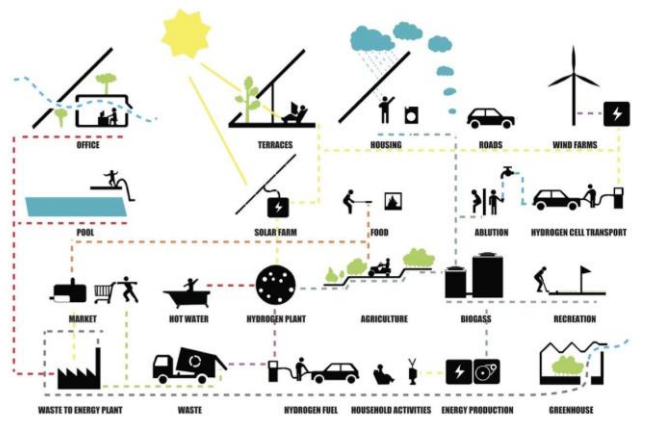 OFFICE
TERRACES
HOUSING
ROADS
WIND FARMS
POOL
SOLAR FARM
FOOD
ABLUTION
HYDROGEN CELL TRANSPORT
MARKET
HOT WATER
HYDROGEN PLANT
AGRICULTURE
BIOGASS
RECREATION
WASTE TO ENERGY PLANT
WASTE
HYDROGEN FUEL
HOUSEHOLD ACTIVITIES
ENERGY PRODUCTION
GREENHOUSE